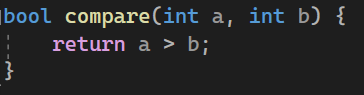 bool compare(int a, int b) {
    return a > b;
}